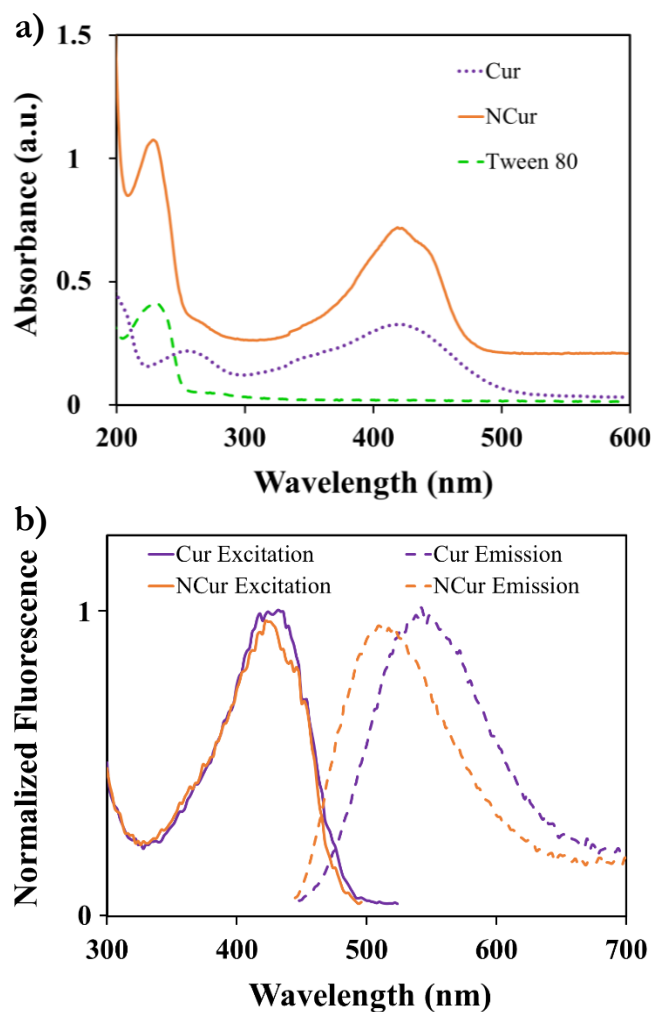 a)
1.5
1
0.5
0
Absorbance (a.u.)
Cur
NCur
Tween 80
200 300 400 500 600
Wavelength (nm)
b)
Cur Excitation Cur Emission
NCur Excitation NCur Emission
1
0
Normalized Fluorescence
300 400 500 600 700
Wavelength (nm)